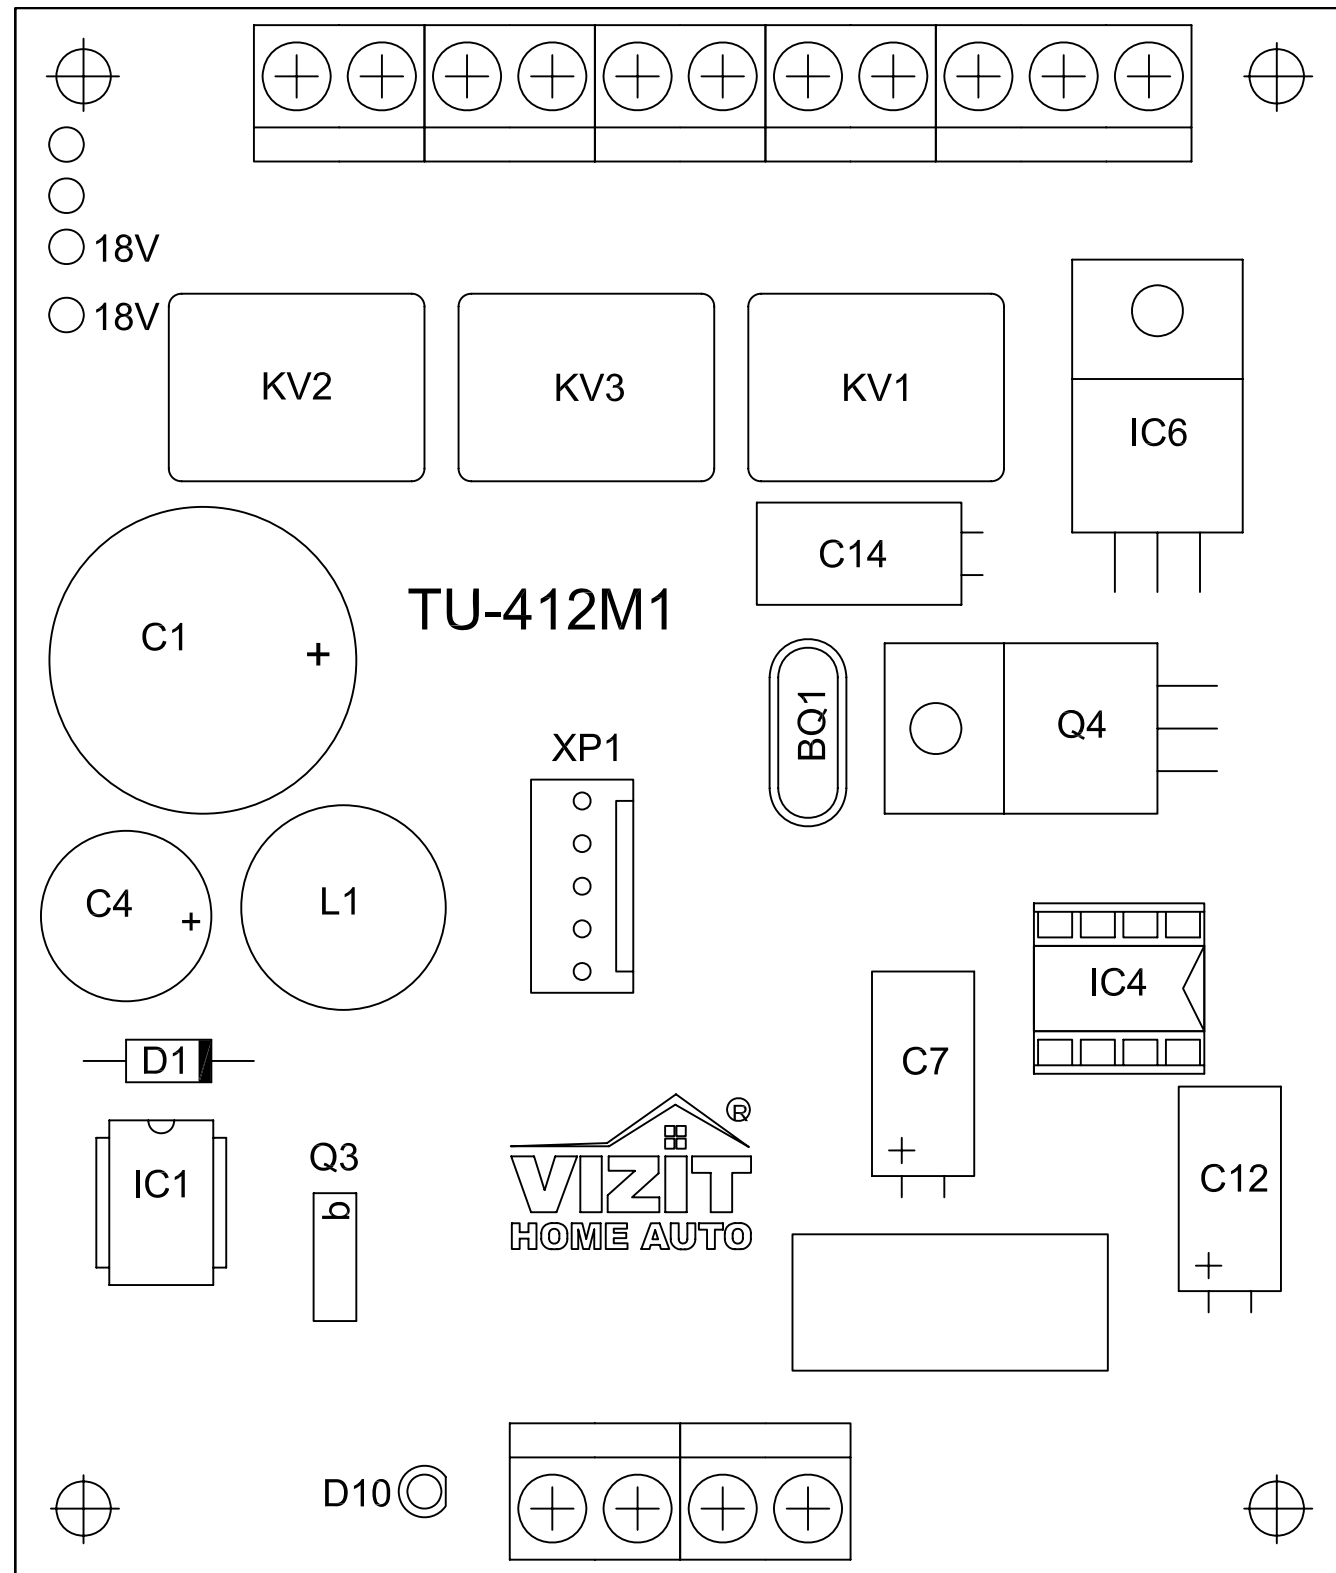 18V
18V
KV2
KV3
KV1
IC6
C14
C1
+
TU-412M1
BQ1
Q4
XP1
C4
+
L1
IC4
D1
C7
+
IC1
Q3
b
®
VIZIT
HOME AUTO
C12
+
D10